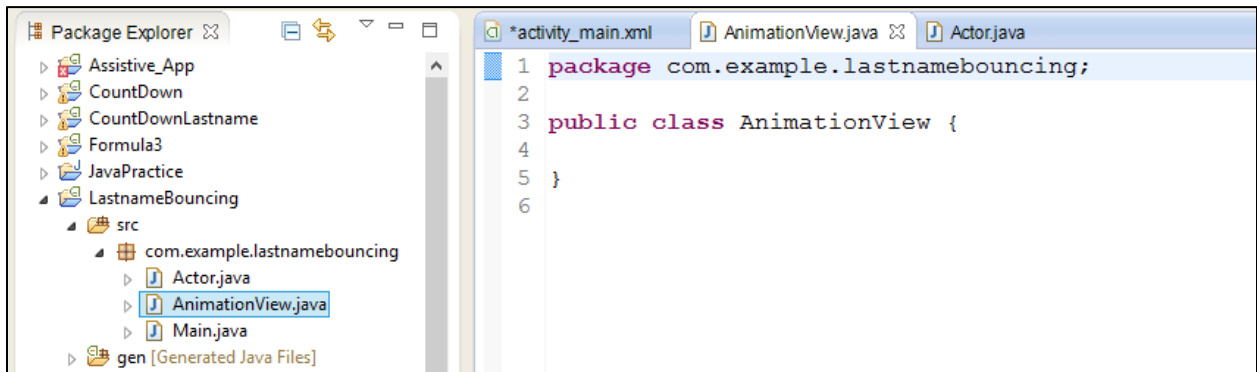 Package Explorer
Assistive_App
CountDown
CountDownLastname
Formula3
JavaPractice
LastnameBouncing
src
com.example.lastnamebouncing
Actor.java
AnimationView.java
Main.java
gen [Generated Java Files]
*activity_main.xml AnimationView.java Actor.java
1 package com.example.lastnamebouncing;
2
3 public class AnimationView {
4
5 }
6